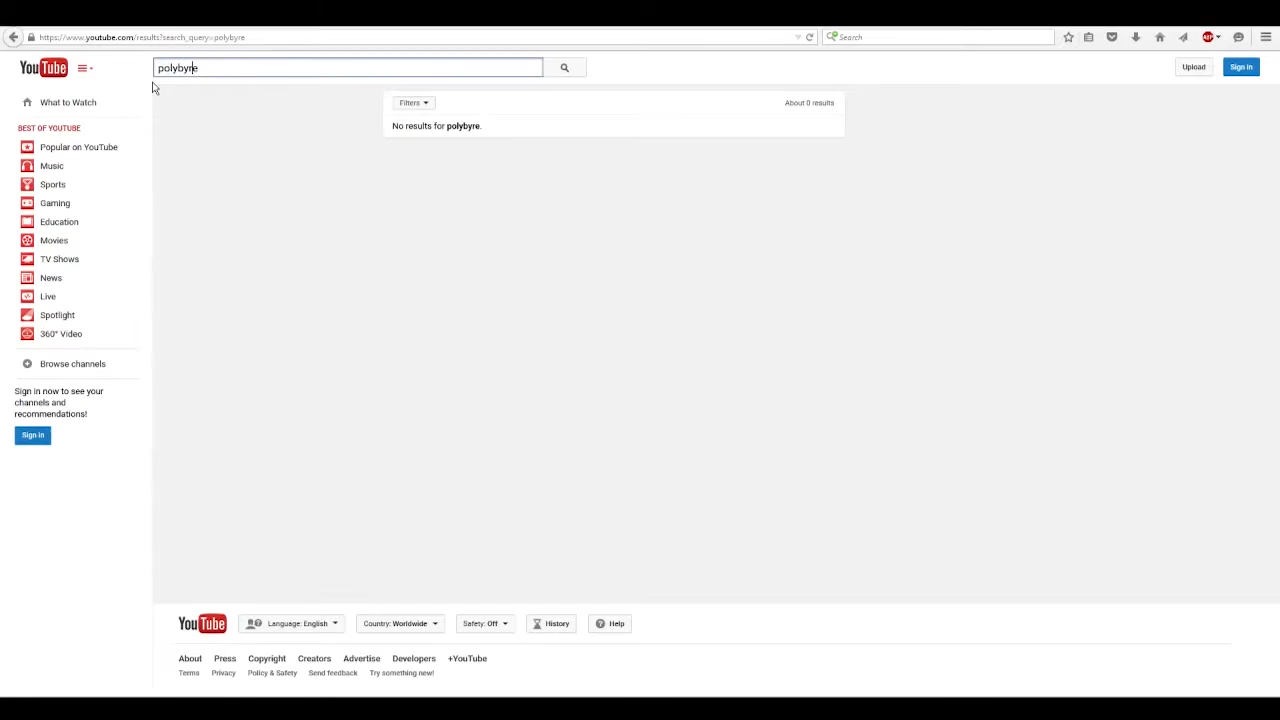 https://www.youtube.com/results?search_query=polybyre
Search
ABP
YouTube
polybyre
Upload
Sign in
What to Watch
BEST OF YOUTUBE
Popular on YouTube
Music
Sports
Gaming
Education
Movies
TV Shows
News
Live
Spotlight
360° Video
Browse channels
Sign in now to see your
channels and
recommendations!
Sign in
Filters
About 0 results
No results for polybyre.
YouTube
Language: English
Country: Worldwide
Safety: Off
History
Help
About Press Copyright Creators Advertise Developers +YouTube
Terms Privacy Policy & Safety Send feedback Try something new!